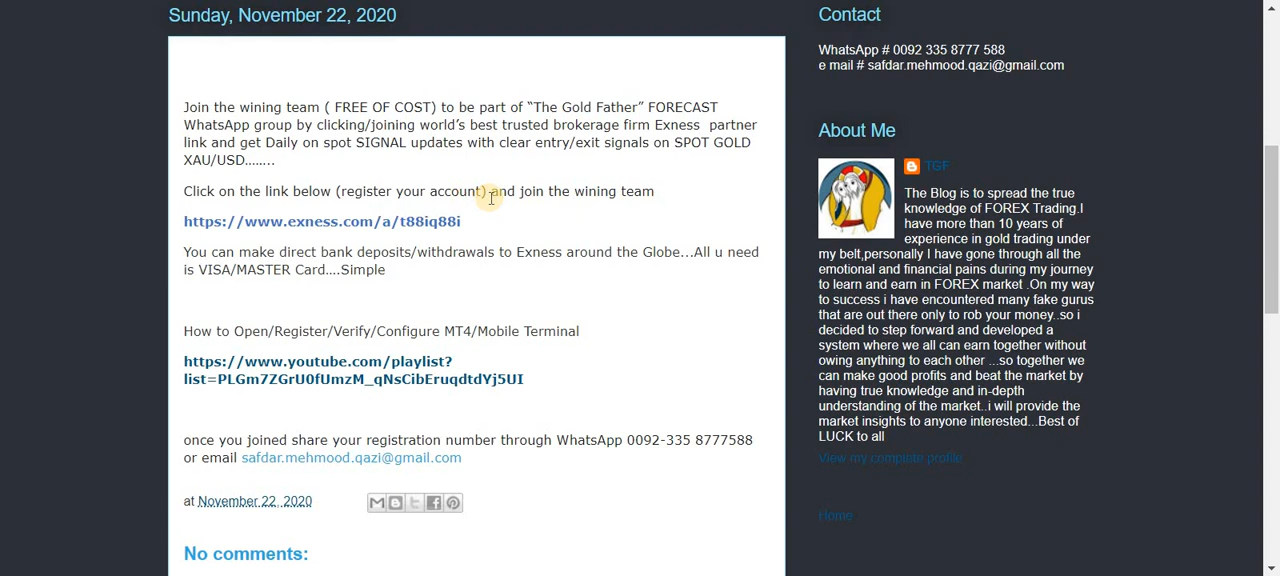 Sunday, November 22, 2020
Join the wining team ( FREE OF COST) to be part of “The Gold Father” FORECAST
WhatsApp group by clicking/joining world’s best trusted brokerage firm Exness  partner
link and get Daily on spot SIGNAL updates with clear entry/exit signals on SPOT GOLD
XAU/USD……..
Click on the link below (register your account) and join the wining team
https://www.exness.com/a/t88iq88i
You can make direct bank deposits/withdrawals to Exness around the Globe...All u need
is VISA/MASTER Card….Simple
How to Open/Register/Verify/Configure MT4/Mobile Terminal
https://www.youtube.com/playlist?
list=PLGm7ZGrU0fUmzM_qNsCibEruqdtdYj5UI
once you joined share your registration number through WhatsApp 0092-335 8777588
or email safdar.mehmood.qazi@gmail.com
at November 22, 2020
No comments:
Contact
WhatsApp # 0092 335 8777 588
e mail # safdar.mehmood.qazi@gmail.com
About Me
TGF
The Blog is to spread the true
knowledge of FOREX Trading.I
have more than 10 years of
experience in gold trading under
my belt,personally I have gone through all the
emotional and financial pains during my journey
to learn and earn in FOREX market .On my way
to success i have encountered many fake gurus
that are out there only to rob your money..so i
decided to step forward and developed a
system where we all can earn together without
owing anything to each other ...so together we
can make good profits and beat the market by
having true knowledge and in-depth
understanding of the market..i will provide the
market insights to anyone interested...Best of
LUCK to all
View my complete profile
Home